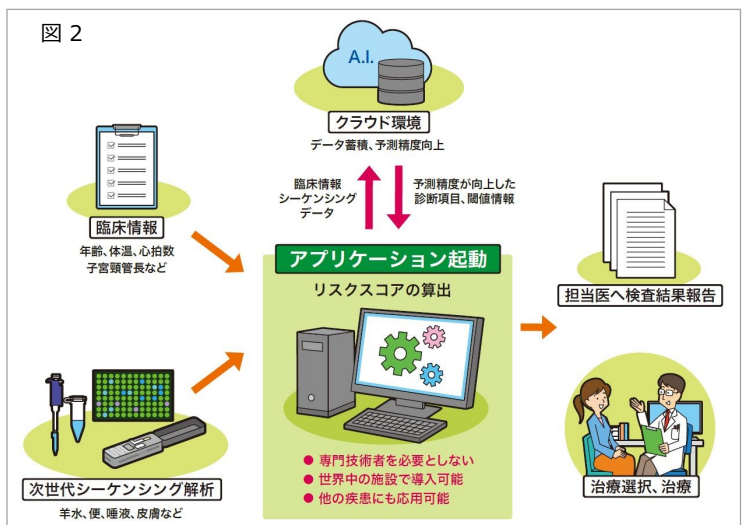 図 2
A.I.
クラウド環境
データ蓄積、予測精度向上
臨床情報
シーケンシング
データ
予測精度が向上した
診断項目、閾値情報
臨床情報
年齢、体温、心拍数
子宮頸管長など
アプリケーション起動
リスクスコアの算出
● 専門技術者を必要としない
● 世界中の施設で導入可能
● 他の疾患にも応用可能
次世代シーケンシング解析
羊水、便、唾液、皮膚など
担当医へ検査結果報告
治療選択、治療